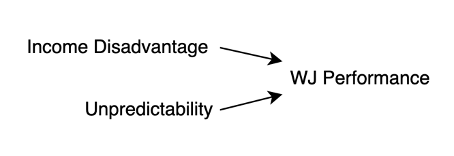 Income Disadvantage
WJ Performance
Unpredictability